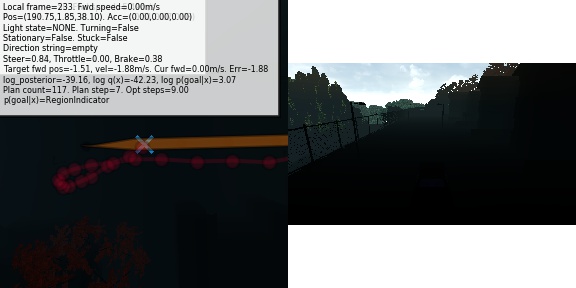 Local frame=233. Fwd speed=0.00m/s
Pos=(190.75,1.85,38.10). Acc=(0.00,0.00,0.00)
Light state=NONE. Turning=False
Stationary=False. Stuck=False
Direction string=empty
Steer=0.84, Throttle=0.00, Brake=0.38
Target fwd pos=-1.51, vel=-1.88m/s. Cur fwd=0.00m/s. Err=-1.88
log_posterior=-39.16, log q(x)=-42.23, log p(goal|x)=3.07
Plan count=117. Plan step=7. Opt steps=9.00
p(goal|x)=RegionIndicator